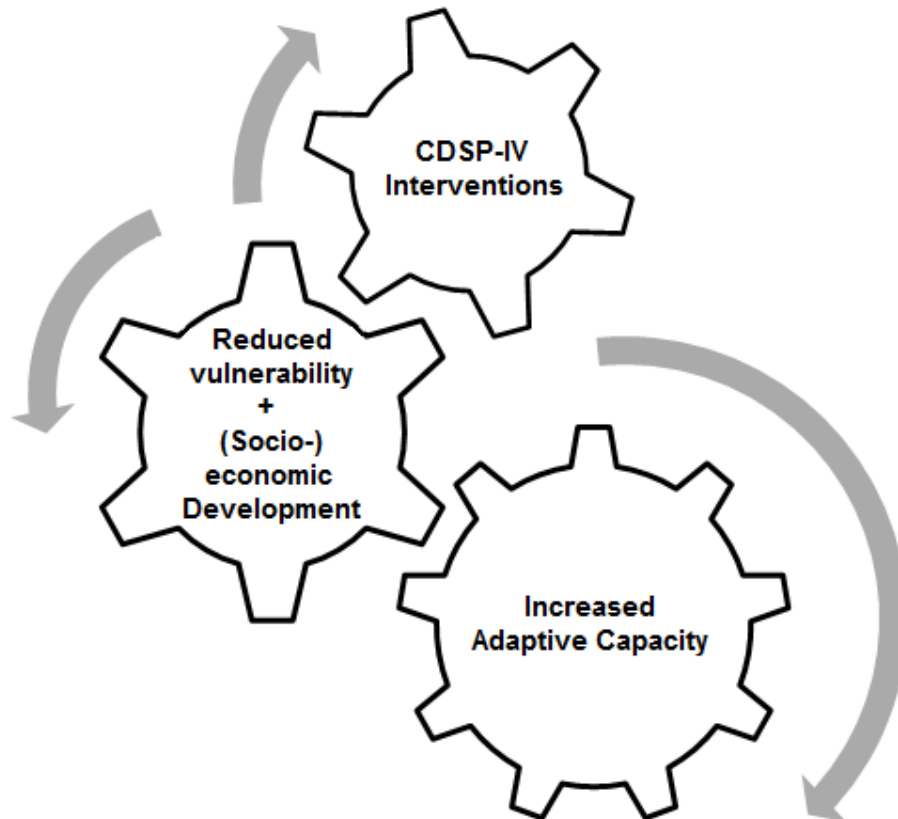 CDSP-IV
Interventions
Reduced
vulnerability
+
(Socio-)
economic
Development
Increased
Adaptive Capacity